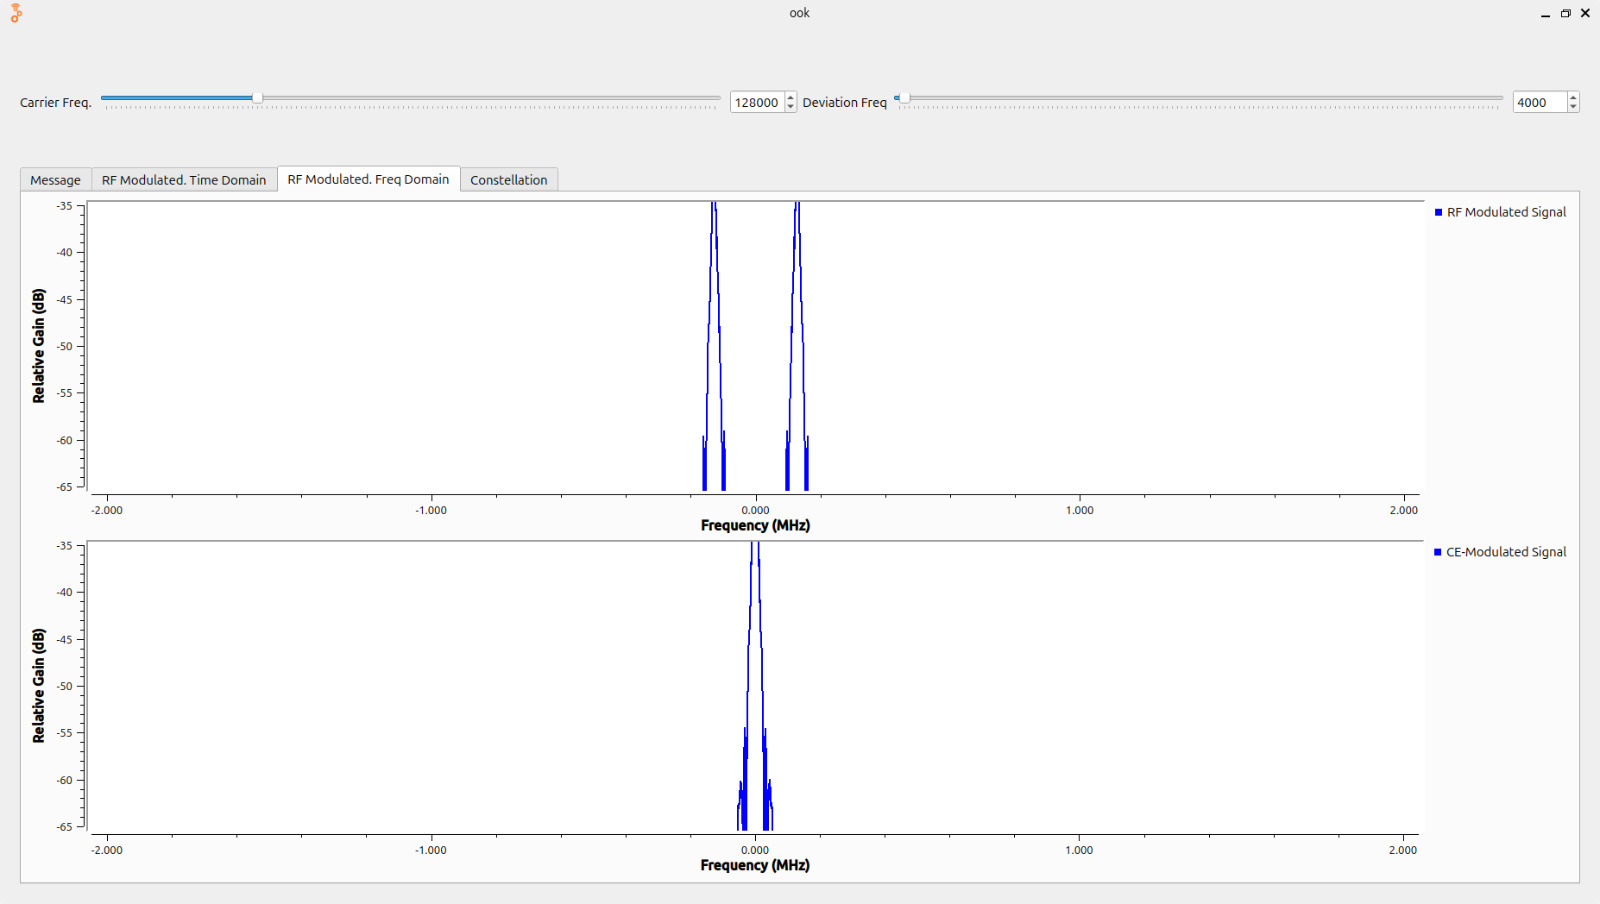 ook
Carrier Freq. 128000 Deviation Freq 4000
Message RF Modulated. Time Domain RF Modulated. Freq Domain Constellation
RF Modulated Signal
Relative Gain (dB)
-35
-40
-45
-50
-55
-60
-65
-2.000 -1.000 0.000 1.000 2.000
Frequency (MHz)
CE-Modulated Signal
Relative Gain (dB)
-35
-40
-45
-50
-55
-60
-65
-2.000 -1.000 0.000 1.000 2.000
Frequency (MHz)